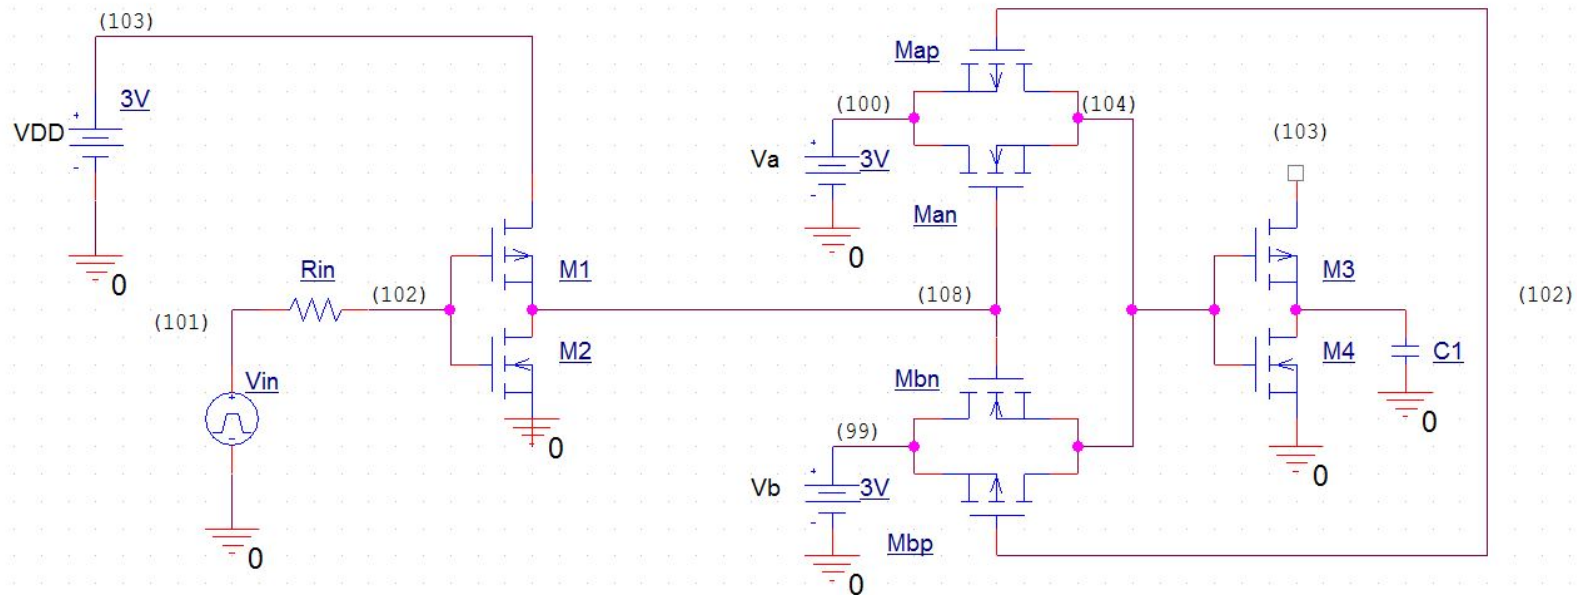 (103)
VDD
3V
0
(101)
Rin
(102)
Vin
0
M1
M2
0
(108)
Map
(100)
(104)
Va
3V
0
Man
Mbn
(99)
Vb
3V
0
Mbp
(103)
M3
M4
C1
0
0
(102)